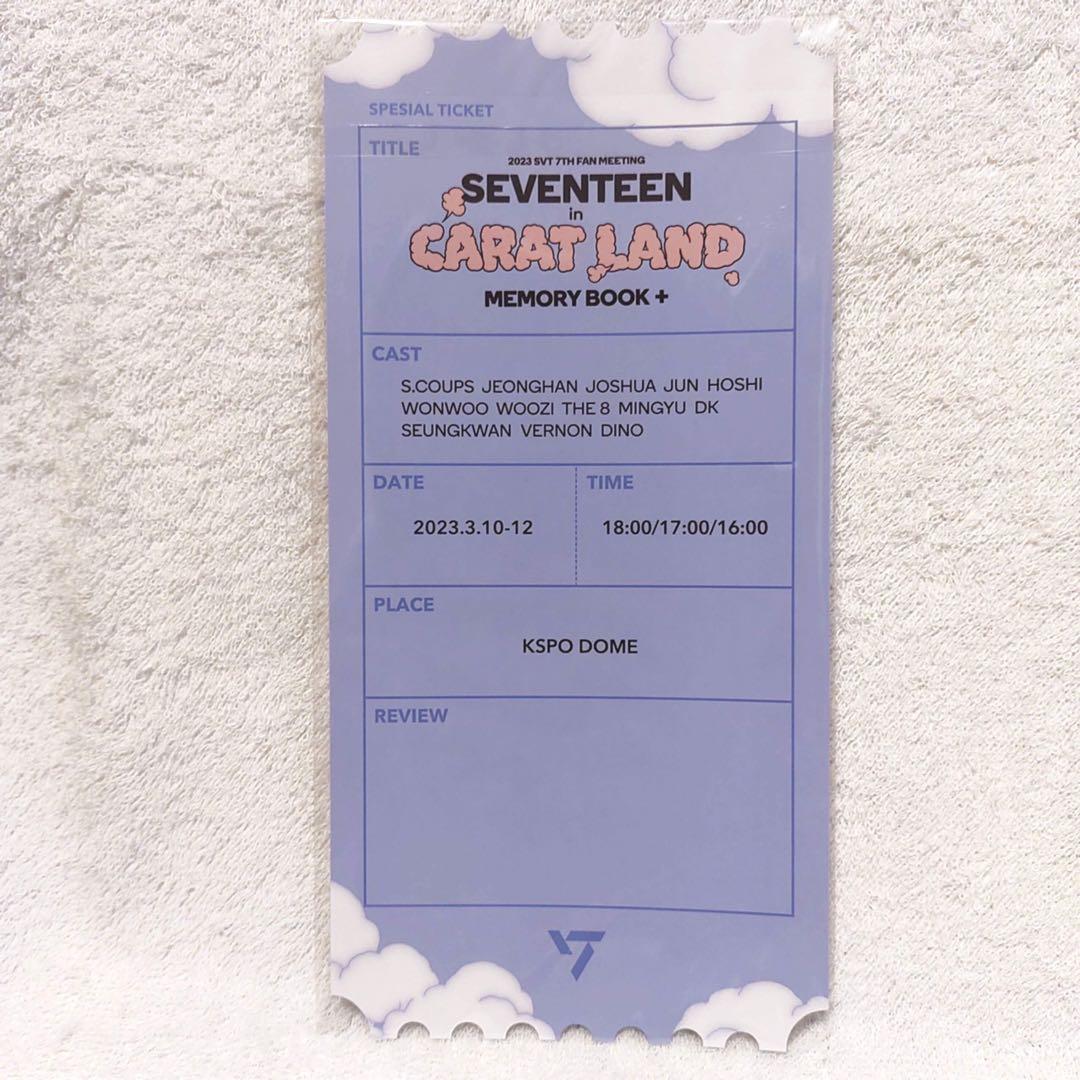 SPESIAL TICKET
TITLE
2023 SVT 7TH FAN MEETING
SEVENTEEN
in
CARAT LAND
MEMORY BOOK +
CAST
S.COUPS JEONGHAN JOSHUA JUN HOSHI
WONWOO WOOZI THE 8 MINGYU DK
SEUNGKWAN VERNON DINO
DATE
2023.3.10-12
TIME
18:00/17:00/16:00
PLACE
KSPO DOME
REVIEW